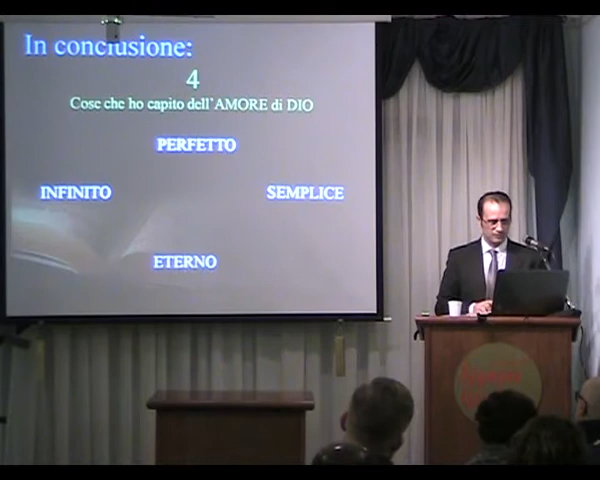 In conclusione:
4
Cose che ho capito dell'AMORE di DIO
PERFETTO
INFINITO SEMPLICE
ETERNO